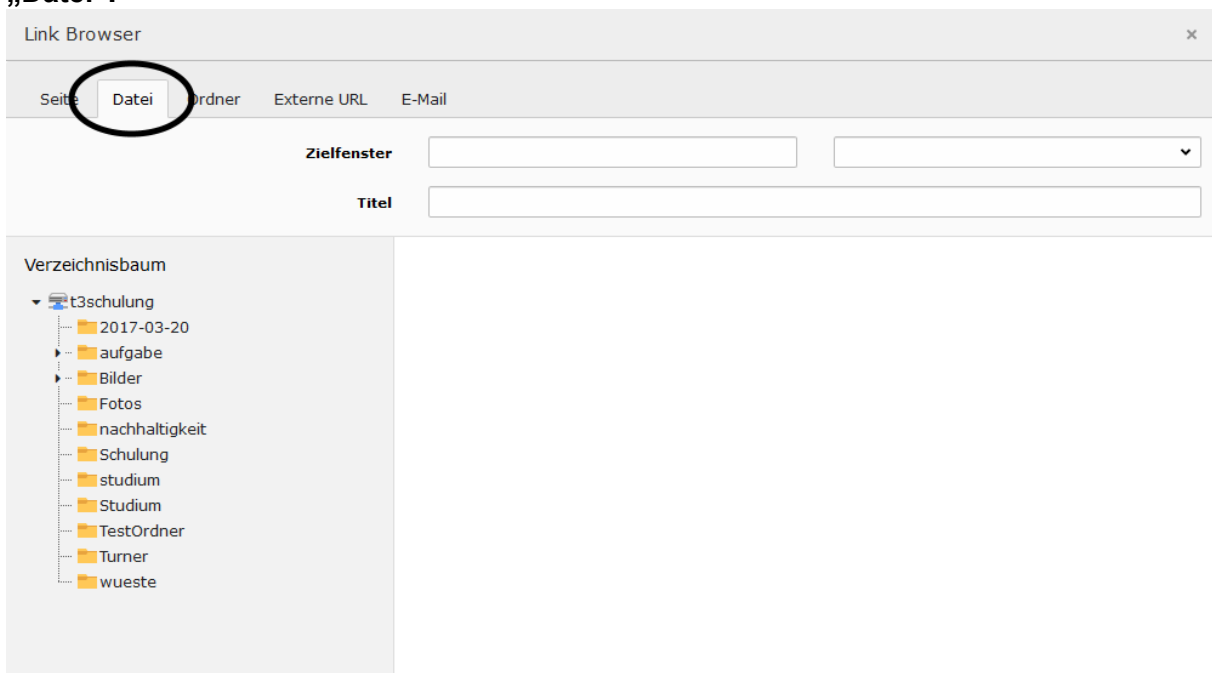 „Datei“.
Link Browser ×
Seite Datei Ordner Externe URL E-Mail
Zielfenster
Titel
Verzeichnisbaum
t3schulung
2017-03-20
aufgabe
Bilder
Fotos
nachhaltigkeit
Schulung
studium
Studium
TestOrdner
Turner
wueste